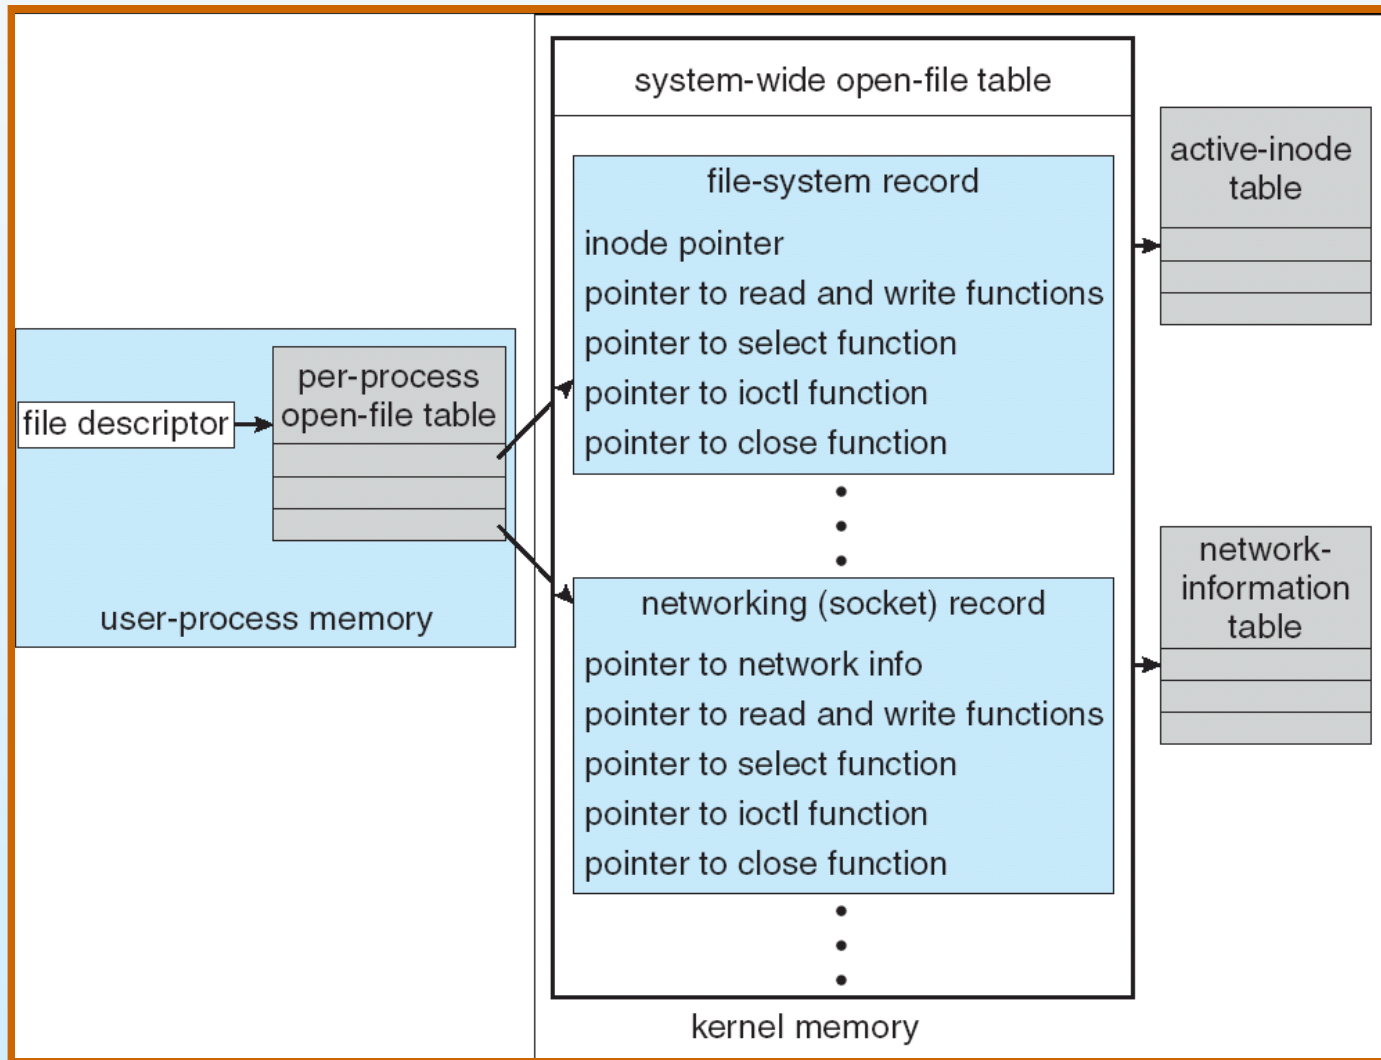 file descriptor
per-process
open-file table
user-process memory
system-wide open-file table
file-system record
inode pointer
pointer to read and write functions
pointer to select function
pointer to ioctl function
pointer to close function
networking (socket) record
pointer to network info
pointer to read and write functions
pointer to select function
pointer to ioctl function
pointer to close function
kernel memory
active-inode
table
network-
information
table